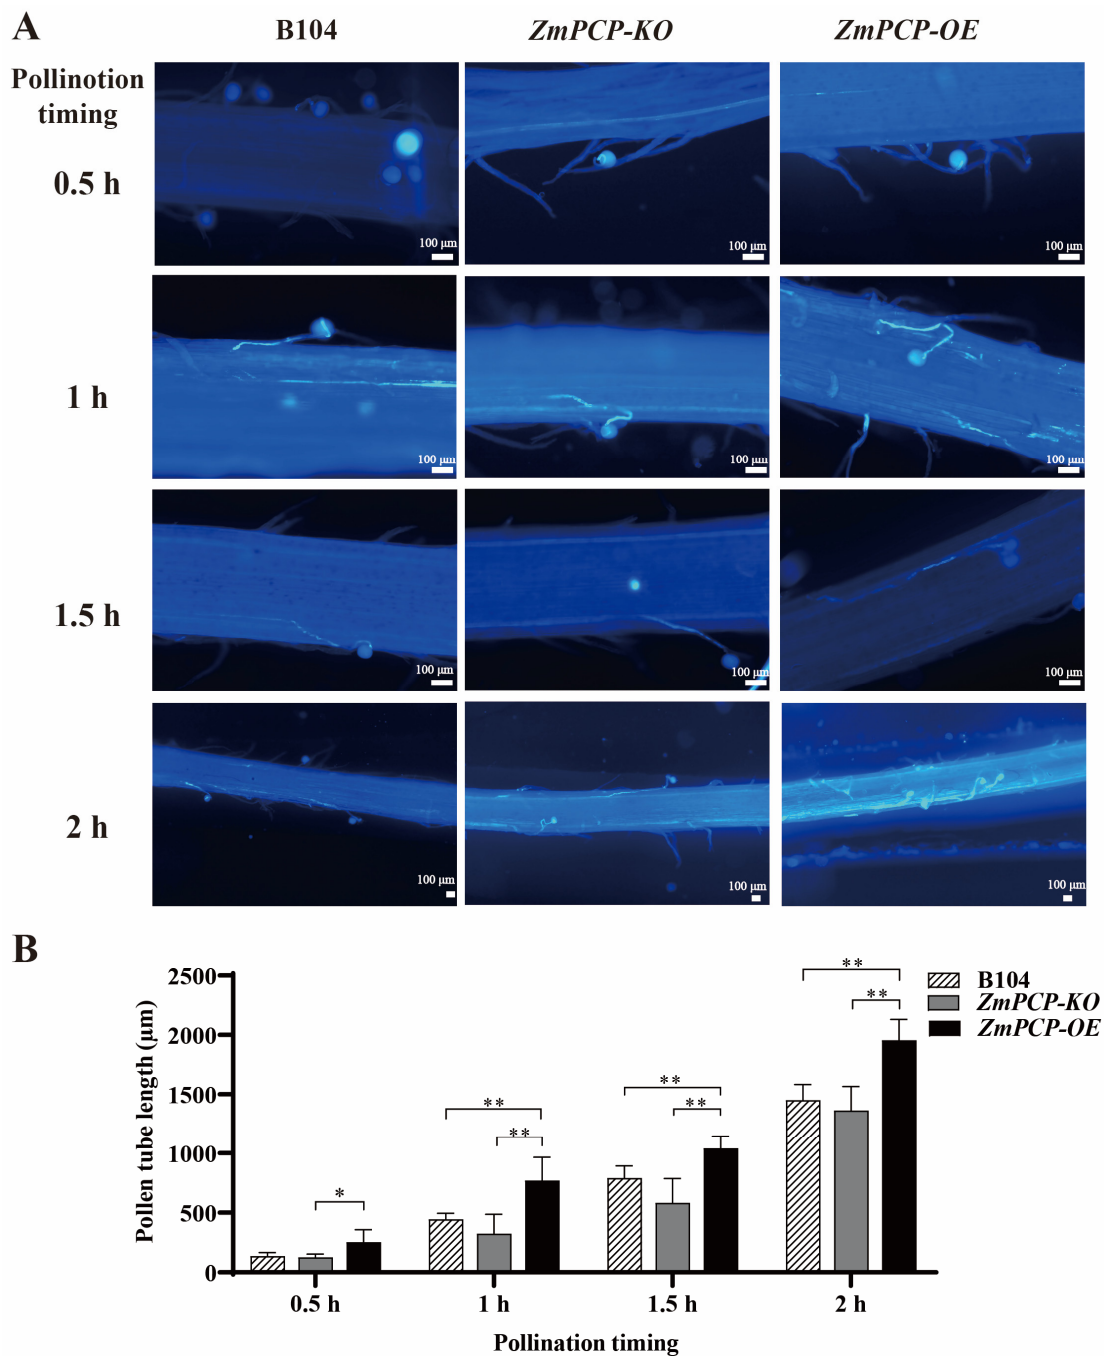 A
B104
ZmPCP-KO
ZmPCP-OE
Pollinotion
timing
0.5 h
100 μm
100 μm
100 μm
1 h
100 μm
100 μm
100 μm
1.5 h
100 μm
100 μm
100 μm
2 h
100 μm
100 μm
100 μm
B
Pollen tube length (μm)
2500
2000
1500
1000
500
0
*
**
**
**
**
**
**
B104
ZmPCP-KO
ZmPCP-OE
0.5 h
1 h
1.5 h
2 h
Pollination timing